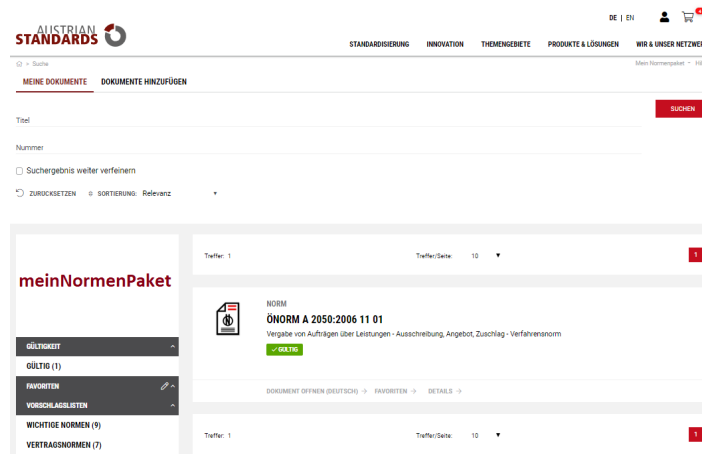 DE | EN
AUSTRIAN
STANDARDS
STANDARDISIERUNG INNOVATION THEMENGEBIETE PRODUKTE & LÖSUNGEN WIR & UNSER NETZWER
> Suche
Mein Normenpaket
MEINE DOKUMENTE DOKUMENTE HINZUFÜGEN
SUCHEN
Titel
Nummer
Suchergebnis weiter verfeinern
ZURÜCKSETZEN # SORTIERUNG: Relevanz
Treffer: 1 Treffer/Seite: 10 1
meinNormenPaket
NORM
ÖNORM A 2050:2006 11 01
Vergabe von Aufträgen über Leistungen - Ausschreibung, Angebot, Zuschlag - Verfahrensnorm
GÜLTIG
GÜLTIGKEIT
GÜLTIG (1)
FAVORITEN
DOKUMENT ÖFFNEN (DEUTSCH) → FAVORITEN → DETAILS →
VORSCHLAGSLISTEN
WICHTIGE NORMEN (9)
Treffer: 1 Treffer/Seite: 10 1
VERTRAGSNORMEN (7)